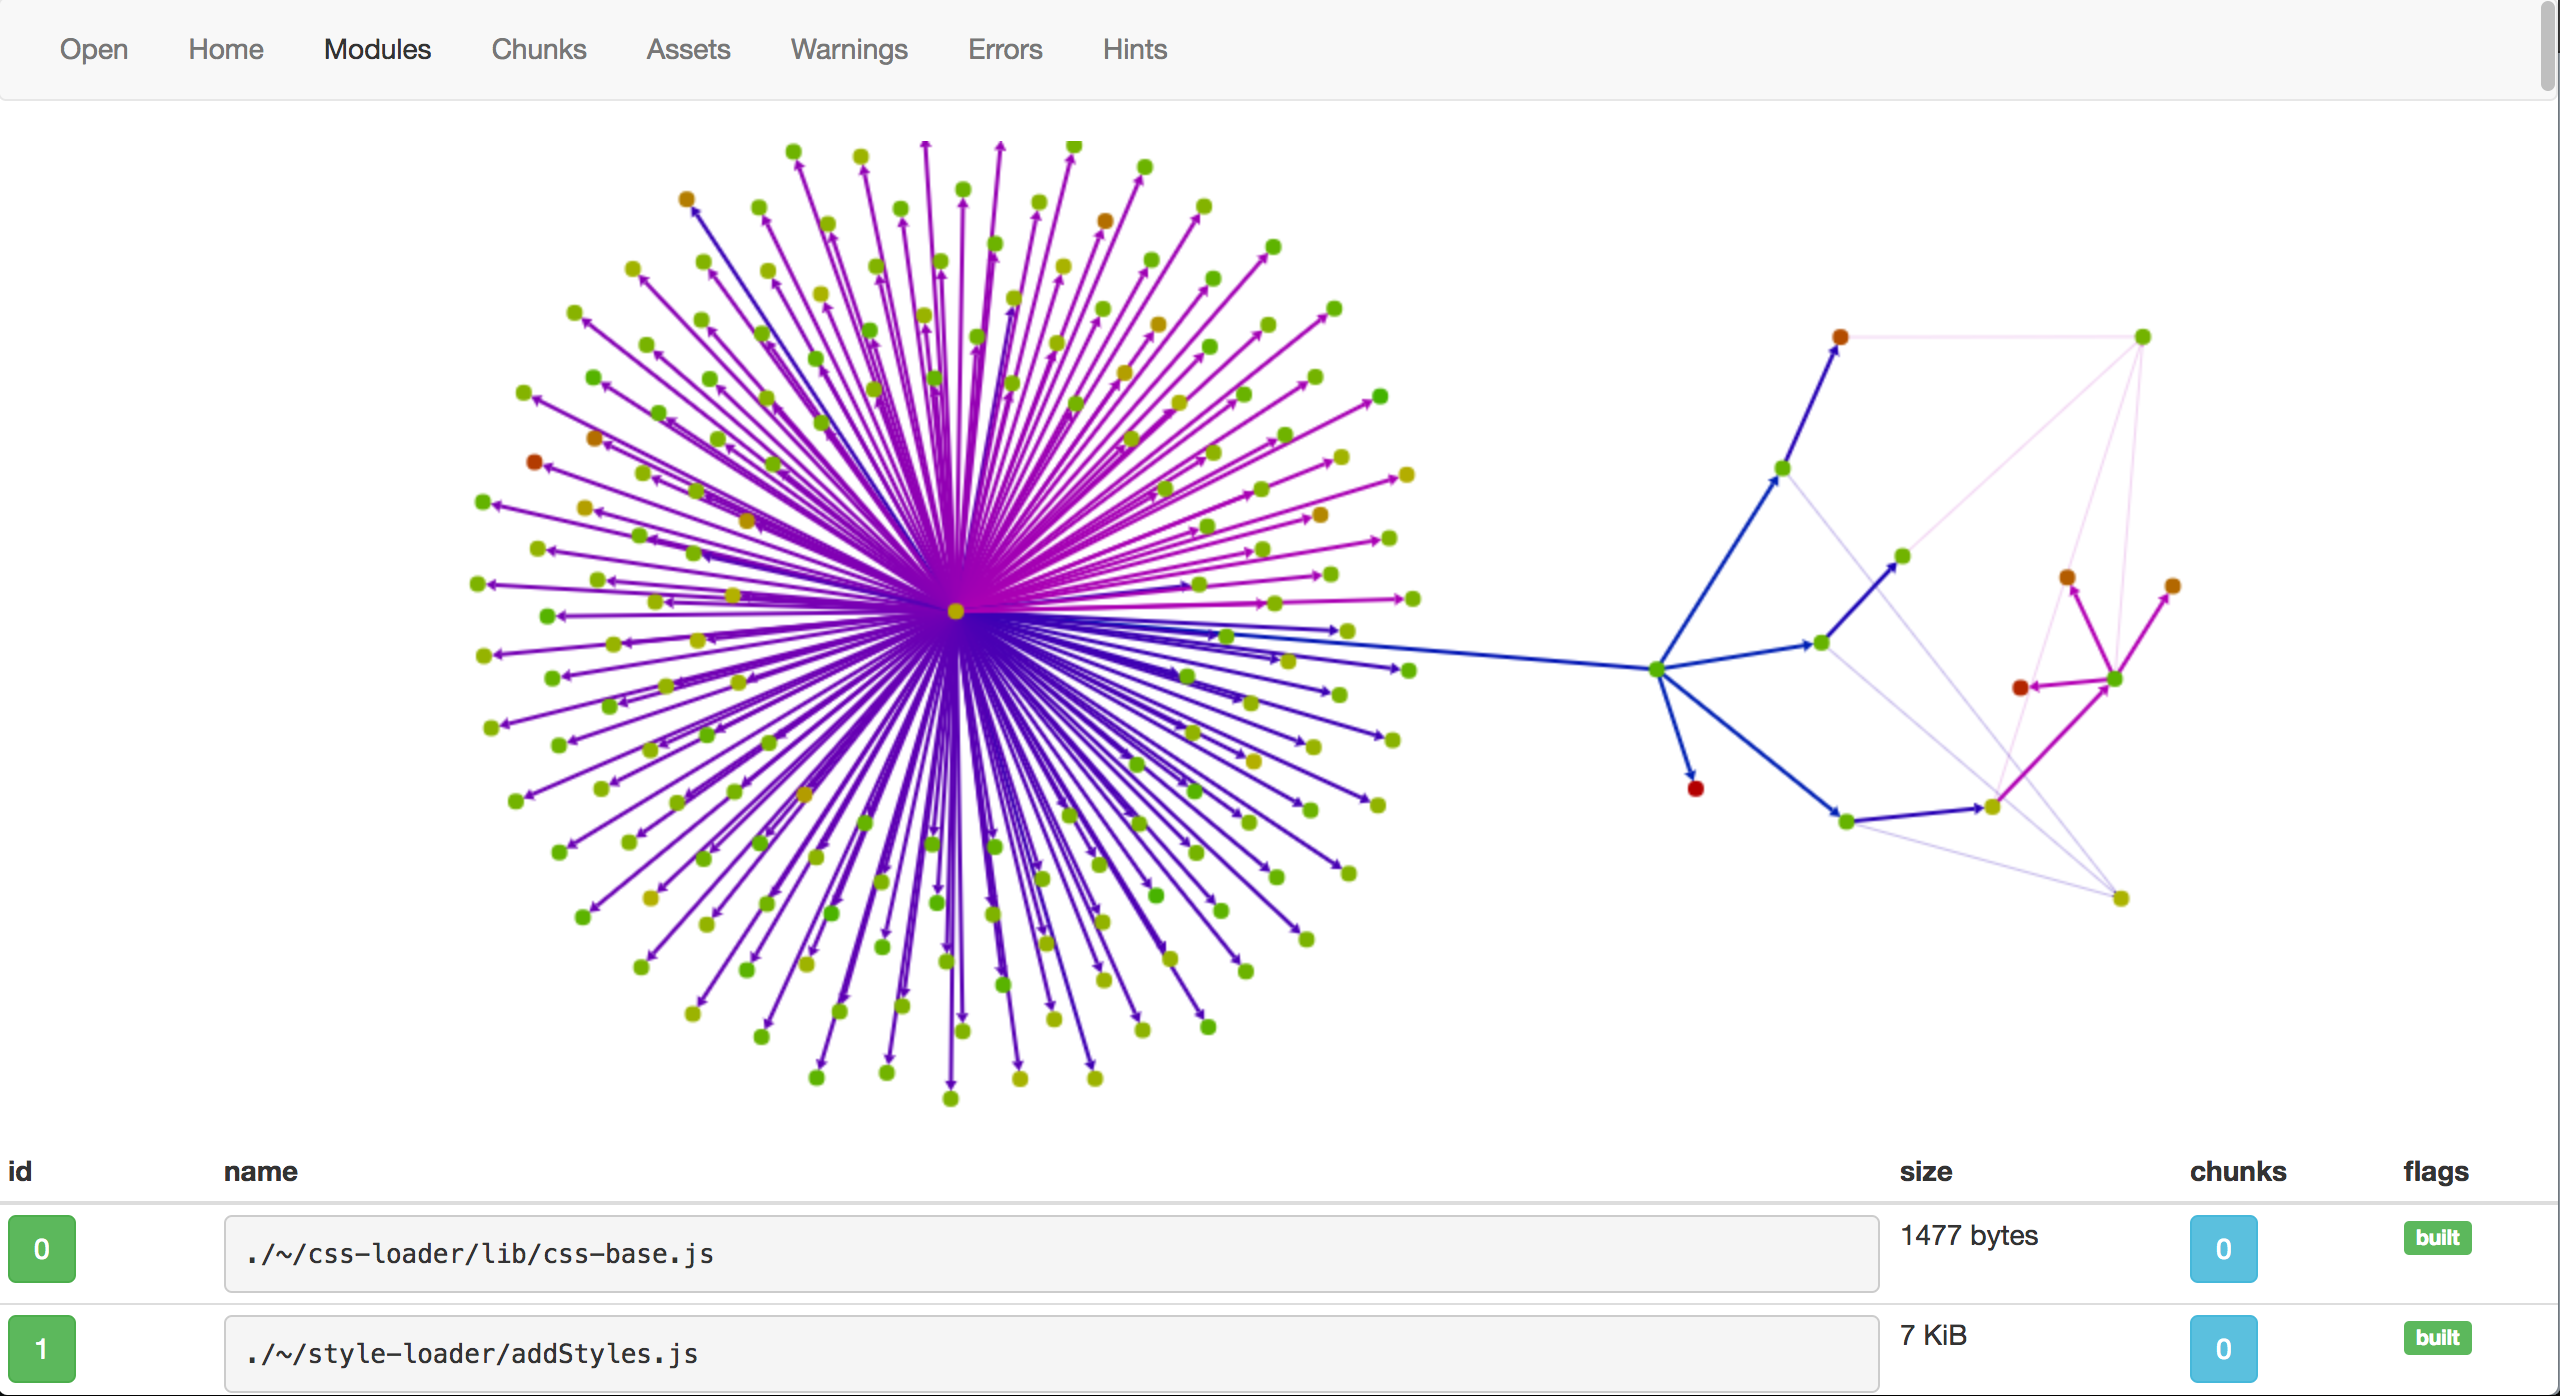 Open Home Modules Chunks Assets Warnings Errors Hints
id name size chunks flags
0 ./~/css-loader/lib/css-base.js 1477 bytes 0 built
1 ./~/style-loader/addStyles.js 7 KiB 0 built